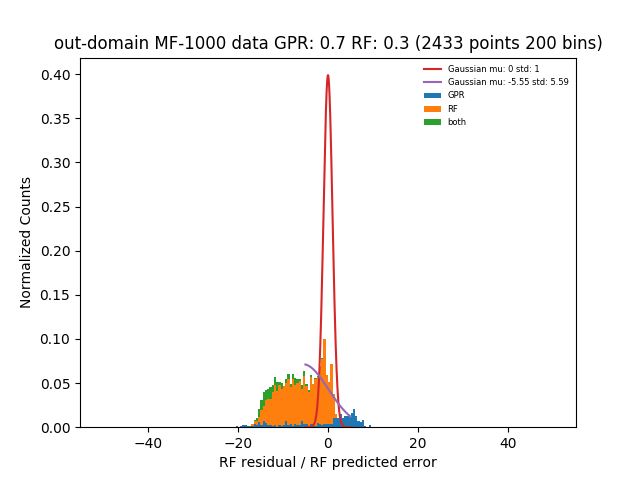 out-domain MF-1000 data GPR: 0.7 RF: 0.3 (2433 points 200 bins)
Gaussian mu: 0 std: 1
Gaussian mu: -5.55 std: 5.59
GPR
RF
both
Normalized Counts
0.40
0.35
0.30
0.25
0.20
0.15
0.10
0.05
0.00
−40
−20
0
20
40
RF residual / RF predicted error